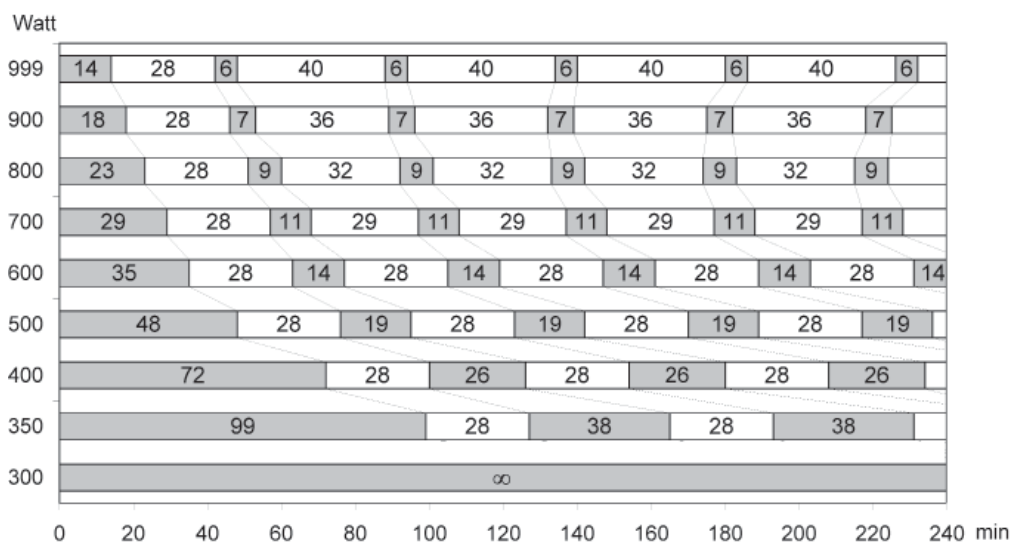 Watt
999 14 28 6 40 6 40 6 40 6 40 6
900 18 28 7 36 7 36 7 36 7 36 7
800 23 28 9 32 9 32 9 32 9 32 9
700 29 28 11 29 11 29 11 29 11 29 11
600 35 28 14 28 14 28 14 28 14 28 14
500 48 28 19 28 19 28 19 28 19
400 72 28 26 28 26 28 26
350 99 28 38 28 38
300 ∞
0 20 40 60 80 100 120 140 160 180 200 220 240 min